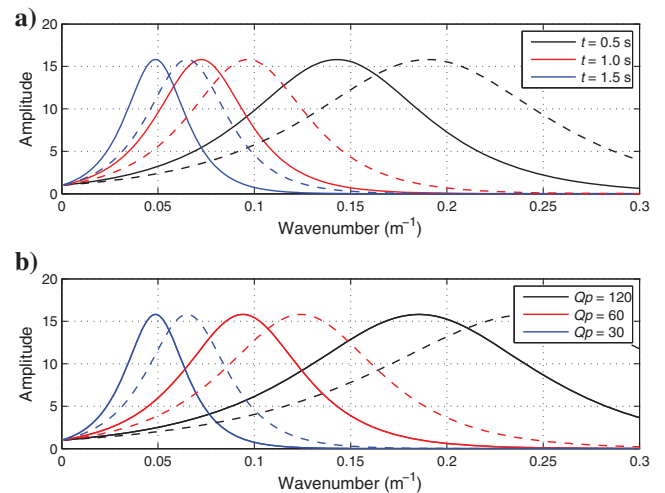 a)
20
15
10
5
0
Amplitude
t = 0.5 s
t = 1.0 s
t = 1.5 s
0 0.05 0.1 0.15 0.2 0.25 0.3
Wavenumber (m⁻¹)
b)
20
15
10
5
0
Amplitude
Qp = 120
Qp = 60
Qp = 30
0 0.05 0.1 0.15 0.2 0.25 0.3
Wavenumber (m⁻¹)